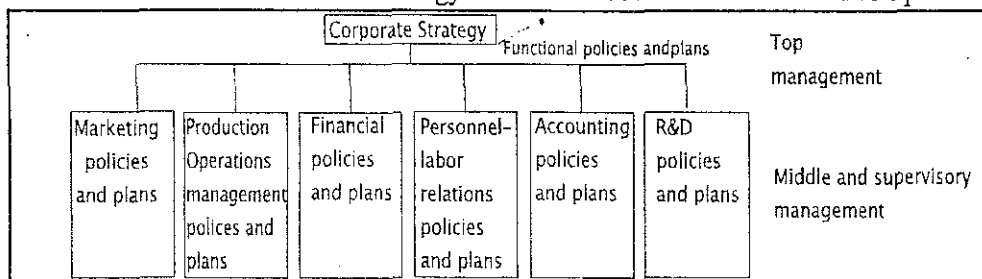 Corporate Strategy
Functional policies andplans
Top
management
Marketing
policies
and plans
Production
Operations
management
polices and
plans
Financial
policies
and plans
Personnel-
labor
relations
policies
and plans
Accounting
policies
and plans
R&D
policies
and plans
Middle and supervisory
management